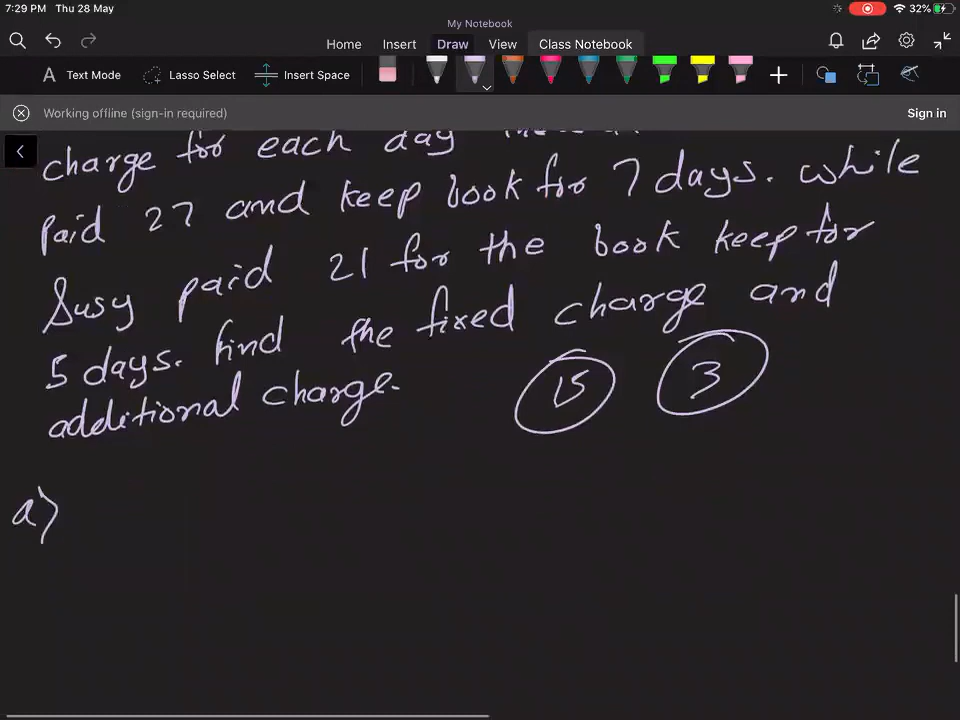 7:29 PM Thu 28 May
32%
My Notebook
Home Insert Draw View Class Notebook
Text Mode Lasso Select Insert Space
Working offline (sign-in required) Sign in
charge for each day
paid 27 and keep book for 7 days. while
Susy paid 21 for the book keep for
5 days. find the fixed charge and
additional charge.
15 3
a)